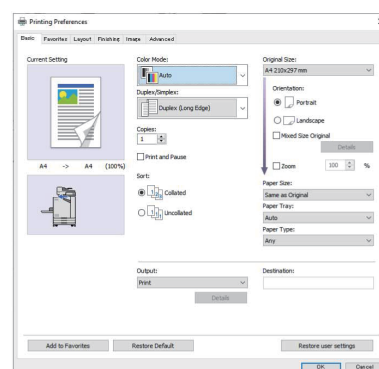 Printing Preferences
Basic Favorites Layout Finishing Image Advanced
Current Setting
A4 -> A4 (100%)
Color Mode:
Auto
Duplex/Simplex:
Duplex (Long Edge)
Copies:
1
Print and Pause
Sort:
Collated
Uncollated
Output:
Print
Details
Original Size:
A4 210x297 mm
Orientation:
Portrait
Landscape
Mixed Size Original
Details
Zoom 100 %
Paper Size:
Same as Original
Paper Tray:
Auto
Paper Type:
Any
Destination:
Add to Favorites Restore Default Restore user settings
OK Cancel